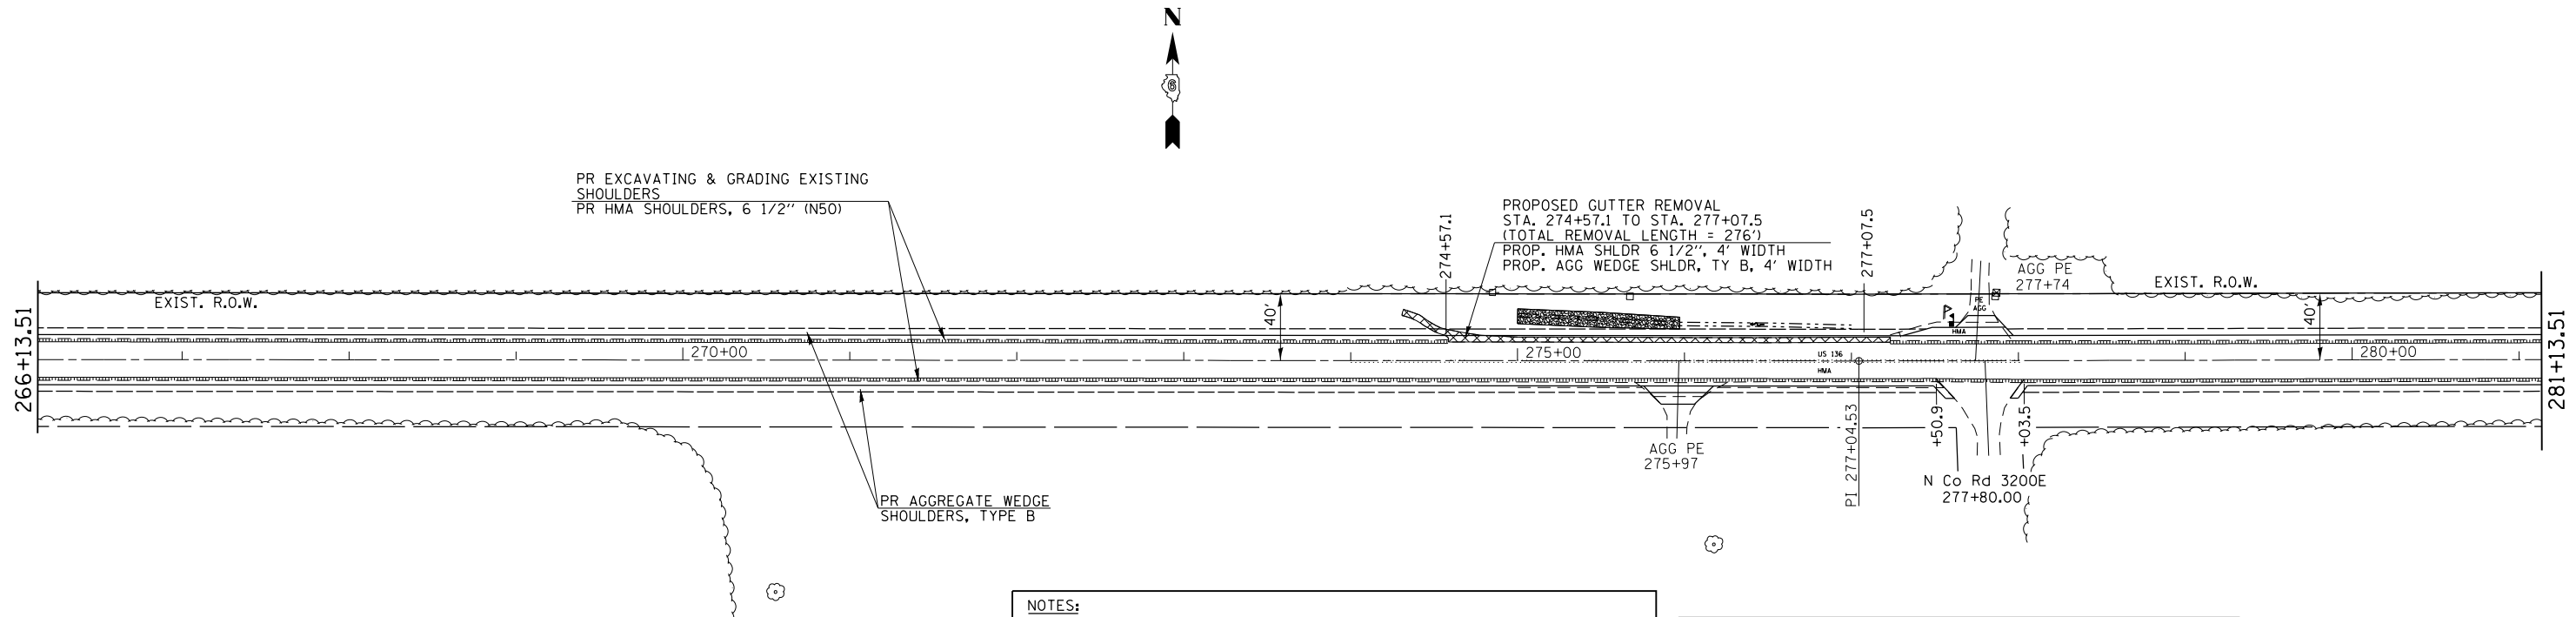 N
6
PR EXCAVATING & GRADING EXISTING
SHOULDERS
PR HMA SHOULDERS, 6 1/2" (N50)
PROPOSED GUTTER REMOVAL
STA. 274+57.1 TO STA. 277+07.5
(TOTAL REMOVAL LENGTH = 276')
PROP. HMA SHLDR 6 1/2", 4' WIDTH
PROP. AGG WEDGE SHLDR, TY B, 4' WIDTH
274+57.1
277+07.5
AGG PE
277+74
EXIST. R.O.W.
EXIST. R.O.W.
40'
40'
PE
AGG
P
HMA
266+13.51
281+13.51
270+00
275+00
280+00
US 136
HMA
AGG PE
275+97
PI 277+04.53
+50.9
+03.5
N Co Rd 3200E
277+80.00
PR AGGREGATE WEDGE
SHOULDERS, TYPE B
NOTES: